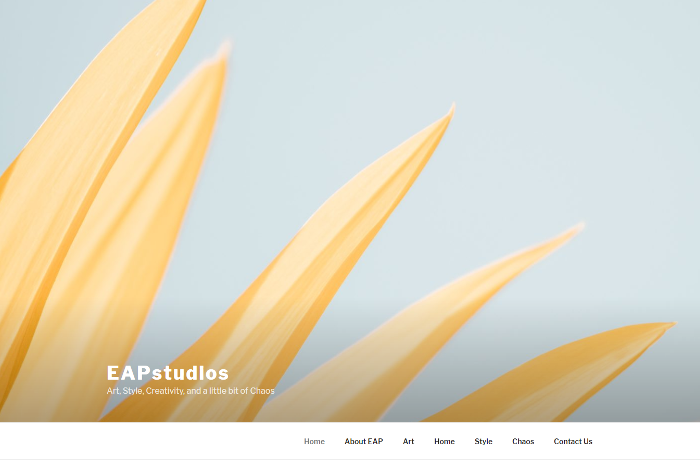 EAPstudios
Art, Style, Creativity, and a little bit of Chaos
Home About EAP Art Home Style Chaos Contact Us